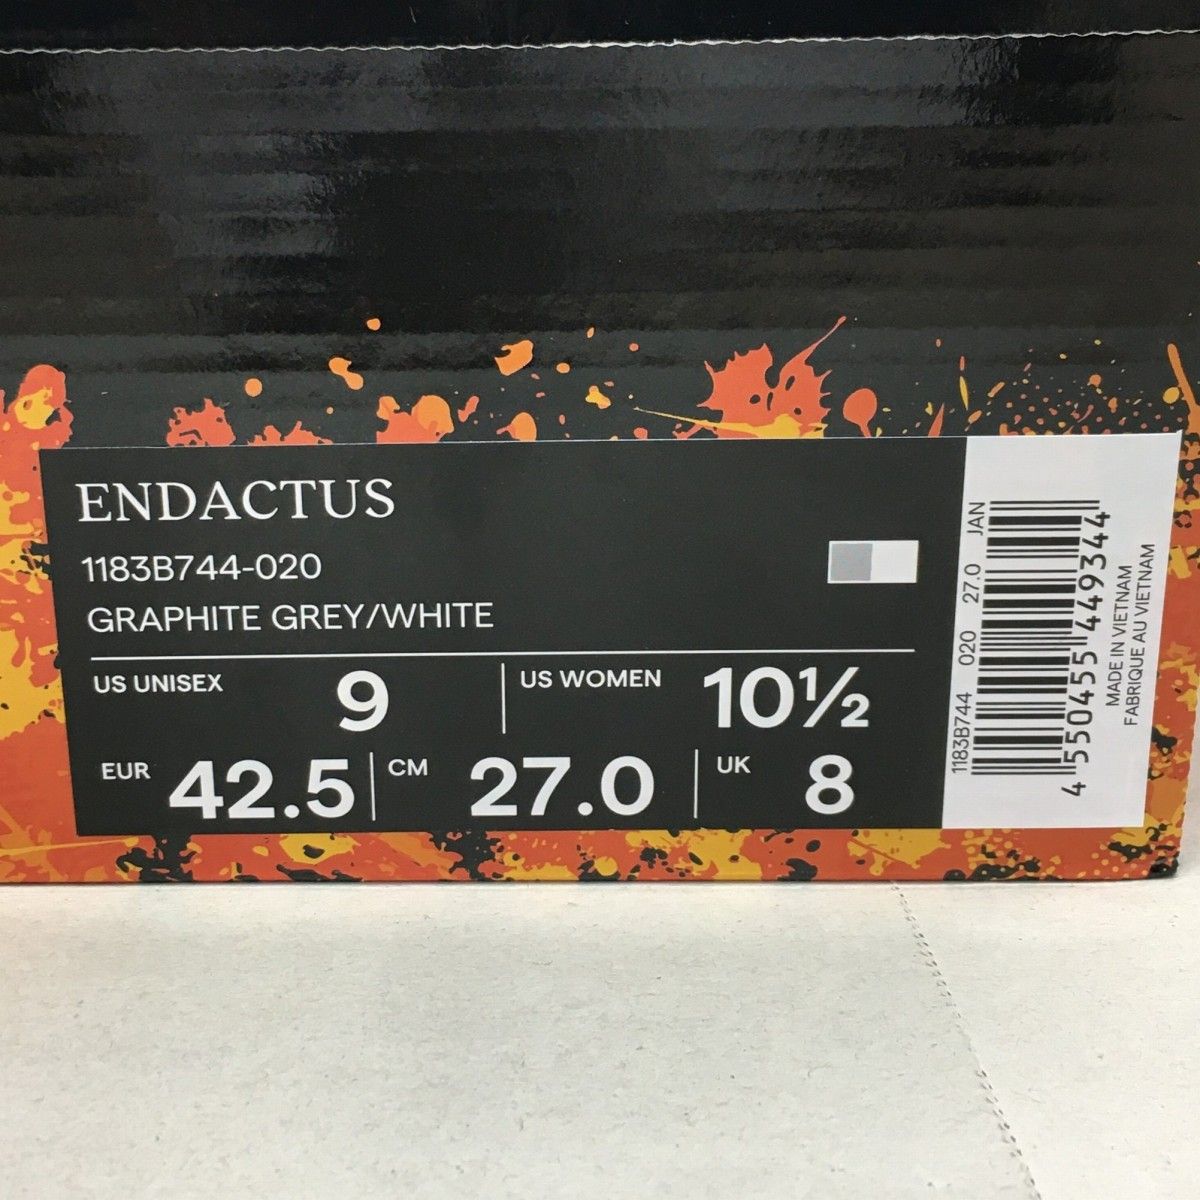 ENDACTUS
1183B744-020
GRAPHITE GREY/WHITE
US UNISEX 9 US WOMEN 10½
EUR 42.5 CM 27.0 UK 8
1183B744 020 27.0 JAN
4 550455 449344
MADE IN VIETNAM
FABRIQUE AU VIETNAM